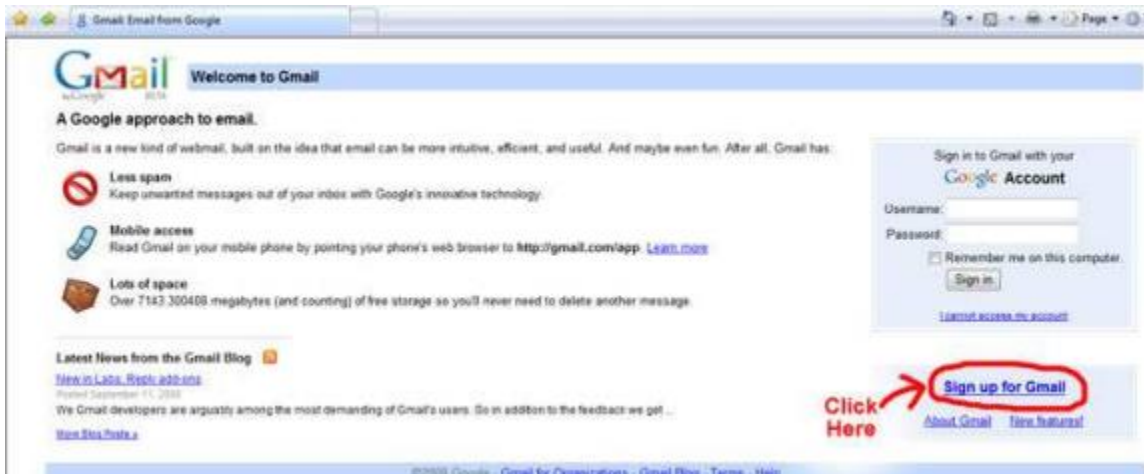 Gmail: Email from Google
Page
Gmail
by Google BETA
Welcome to Gmail
A Google approach to email.
Gmail is a new kind of webmail, built on the idea that email can be more intuitive, efficient, and useful. And maybe even fun. After all, Gmail has:
Less spam
Keep unwanted messages out of your inbox with Google's innovative technology.
Mobile access
Read Gmail on your mobile phone by pointing your phone's web browser to http://gmail.com/app. Learn more
Lots of space
Over 7143.300408 megabytes (and counting) of free storage so you'll never need to delete another message.
Latest News from the Gmail Blog
New in Labs: Reply add-ons
Posted September 11, 2008
We Gmail developers are arguably among the most demanding of Gmail's users. So in addition to the feedback we get ...
More Blog Posts »
Sign in to Gmail with your
Google Account
Username:
Password:
Remember me on this computer.
Sign in
I cannot access my account
Click
Here
Sign up for Gmail
About Gmail New features!
©2008 Google - Gmail for Organizations - Gmail Blog - Terms - Help